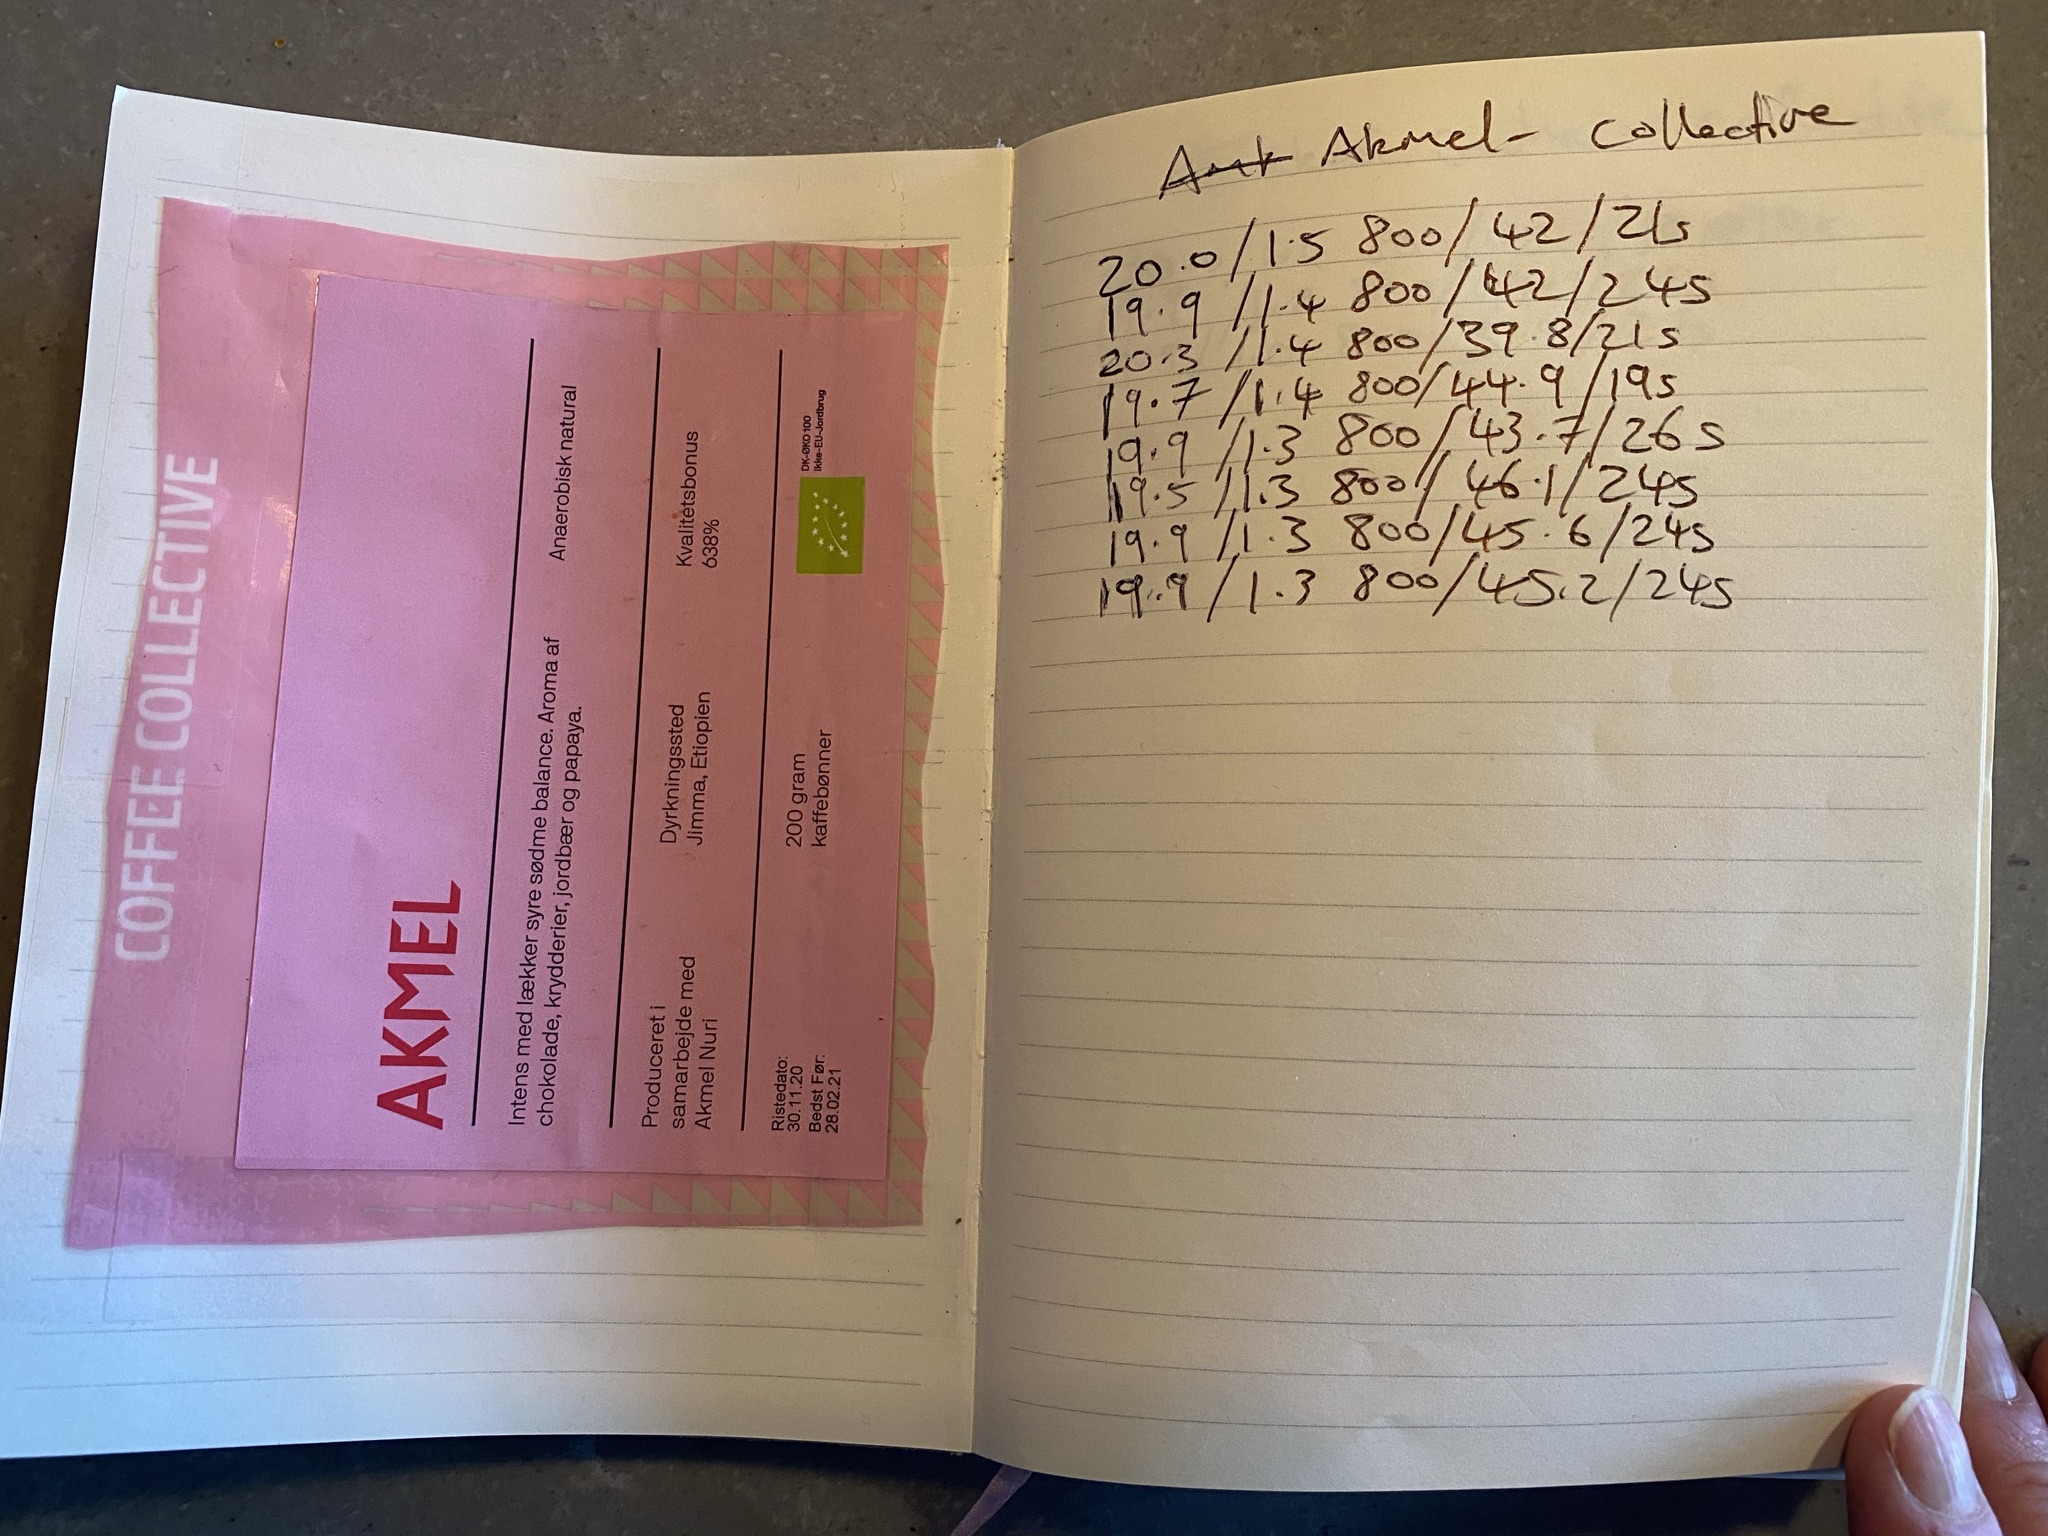 COFFEE COLLECTIVE
AKMEL
Intens med lækker syre sødme balance. Aroma af
chokolade, krydderier, jordbær og papaya.
Anaerobisk natural
Produceret i
samarbejde med
Akmel Nuri
Dyrkningssted
Jimma, Etiopien
Kvalitetsbonus
638%
Ristedato:
30.11.20
Bedst Før:
28.02.21
200 gram
kaffebønner
DK-ØKO100
Ikke-EU-Jordbrug
Akmel- Collective
20.0/1.5 800/42/21s
19.9/1.4 800/42/24s
20.3/1.4 800/39.8/21s
19.7/1.4 800/44.9/19s
19.9/1.3 800/43.7/26s
19.5/1.3 800/46.1/24s
19.9/1.3 800/45.6/24s
19.9/1.3 800/45.2/24s